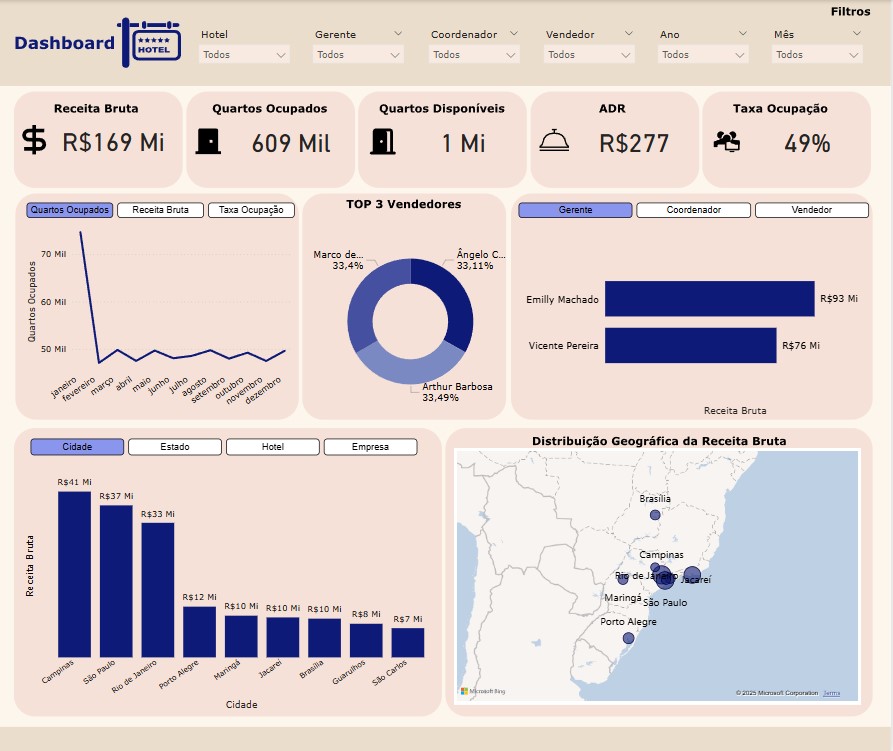 Filtros
Dashboard
HOTEL
Hotel
Gerente
Coordenador
Vendedor
Ano
Mês
Todos
Todos
Todos
Todos
Todos
Todos
Receita Bruta
R$169 Mi
Quartos Ocupados
609 Mil
Quartos Disponíveis
1 Mi
ADR
R$277
Taxa Ocupação
49%
Quartos Ocupados
Receita Bruta
Taxa Ocupação
Quartos Ocupados
70 Mil
60 Mil
50 Mil
janeiro
fevereiro
março
abril
maio
junho
julho
agosto
setembro
outubro
novembro
dezembro
TOP 3 Vendedores
Marco de...
33,4%
Ângelo C...
33,11%
Arthur Barbosa
33,49%
Gerente
Coordenador
Vendedor
Emilly Machado
R$93 Mi
Vicente Pereira
R$76 Mi
Receita Bruta
Cidade
Estado
Hotel
Empresa
Receita Bruta
R$41 Mi
R$37 Mi
R$33 Mi
R$12 Mi
R$10 Mi
R$10 Mi
R$10 Mi
R$8 Mi
R$7 Mi
Campinas
São Paulo
Rio de Janeiro
Porto Alegre
Maringá
Jacareí
Brasília
Guarulhos
São Carlos
Cidade
Distribuição Geográfica da Receita Bruta
Brasília
Campinas
Rio de Janeiro
Jacareí
Maringá
São Paulo
Porto Alegre
Microsoft Bing
© 2025 Microsoft Corporation
Terms